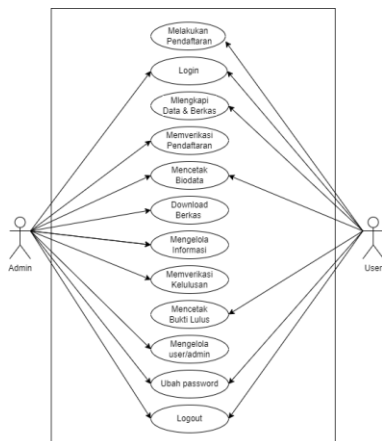 Melakukan
Pendaftaran
Login
Mlengkapi
Data & Berkas
Memverikasi
Pendaftaran
Mencetak
Biodata
Download
Berkas
Mengelola
Informasi
Admin
User
Memverikasi
Kelulusan
Mencetak
Bukti Lulus
Mengelola
user/admin
Ubah password
Logout